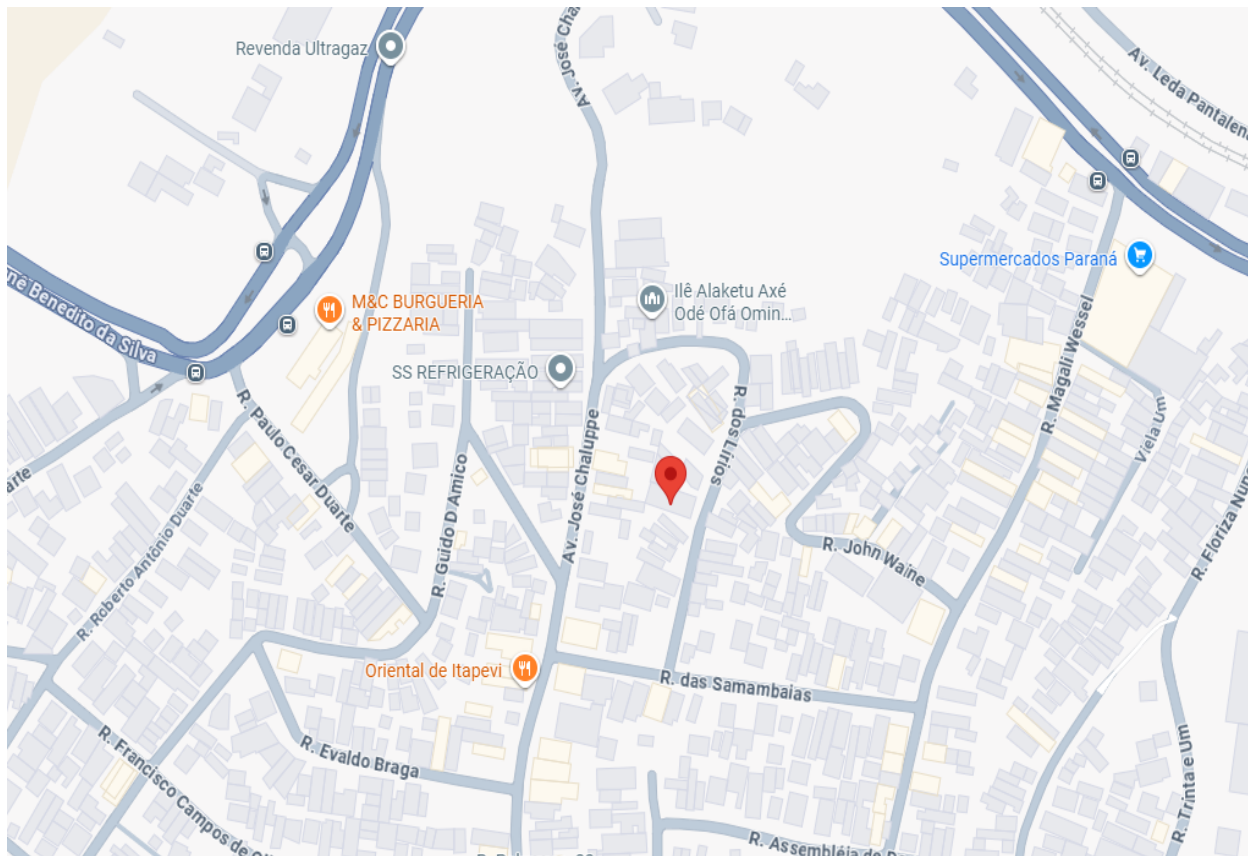 Revenda Ultragaz
Av. José Cha
Av. Leda Pantalen
nê Benedito da Silva
M&C BURGUERIA
& PIZZARIA
Ilê Alaketu Axé
Odé Ofá Omin...
Supermercados Paraná
SS REFRIGERAÇÃO
R. Paulo Cesar Duarte
R. dos Lírios
R. Magali Wessel
Viela Um
Av. José Chaluppe
R. Guido D Amico
arte
R. Roberto Antônio Duarte
R. John Waine
R. Floriza Nun
Oriental de Itapevi
R. das Samambaias
R. Evaldo Braga
R. Francisco Campos de
R. Trinta e Um
R. Assembléia de D